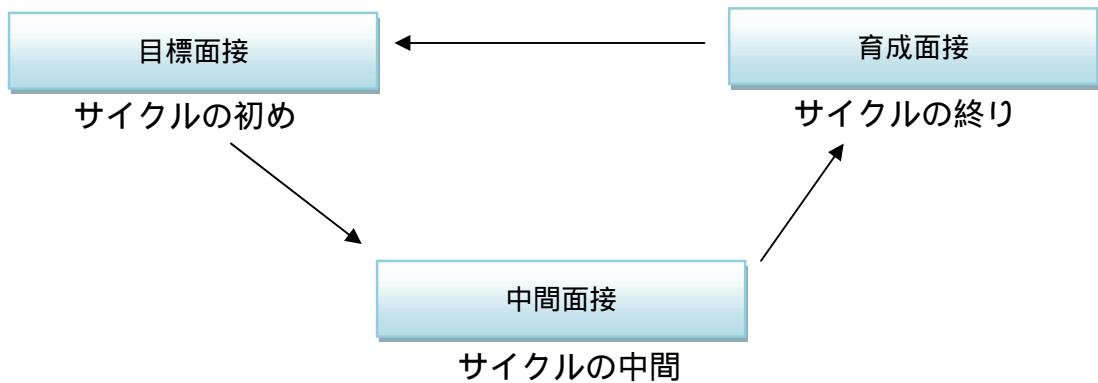 目標面接
サイクルの初め
育成面接
サイクルの終り
中間面接
サイクルの中間